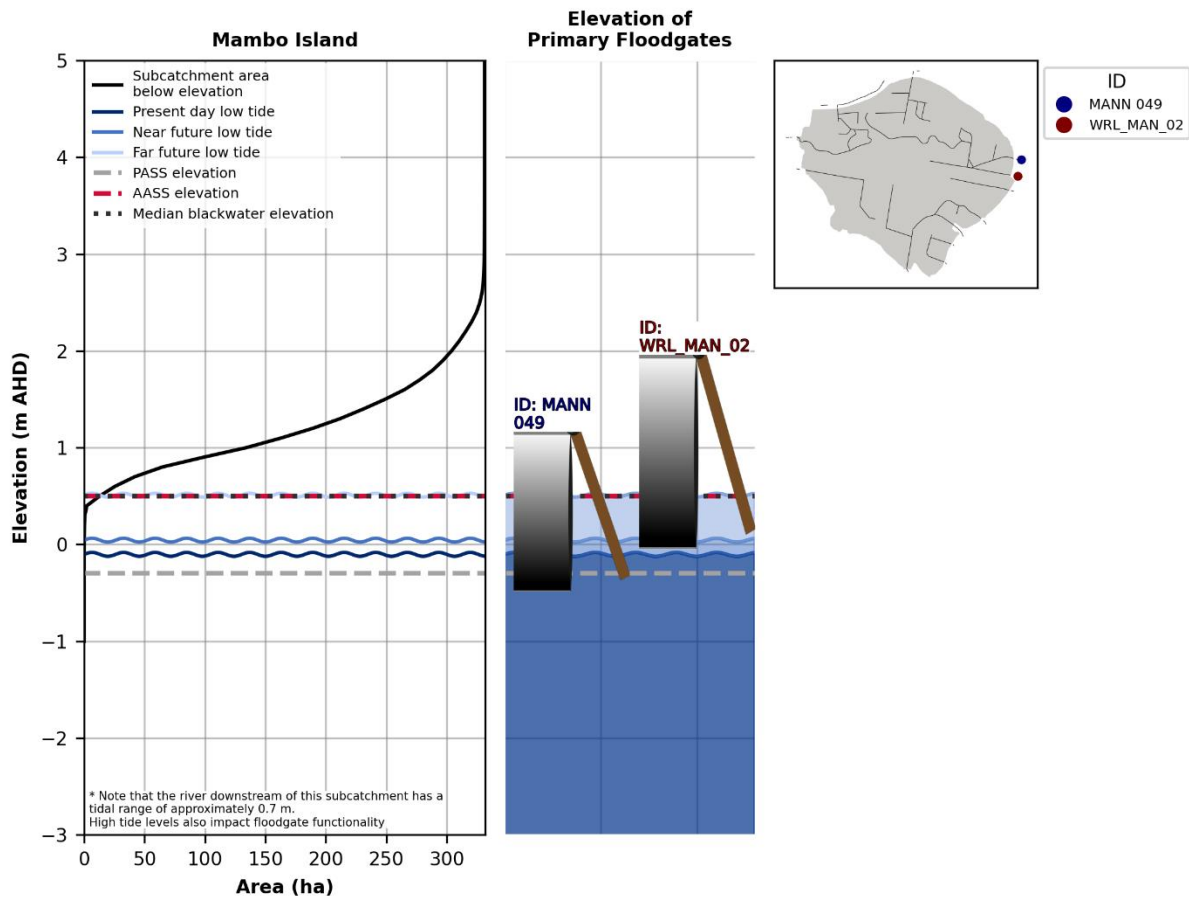 Mambo Island
Elevation of
Primary Floodgates
Subcatchment area
below elevation
Present day low tide
Near future low tide
Far future low tide
PASS elevation
AASS elevation
Median blackwater elevation
ID
MANN 049
WRL_MAN_02
ID:
WRL_MAN_02
ID: MANN
049
Elevation (m AHD)
5
4
3
2
1
0
−1
−2
−3
* Note that the river downstream of this subcatchment has a
tidal range of approximately 0.7 m.
High tide levels also impact floodgate functionality
0
50
100
150
200
250
300
Area (ha)